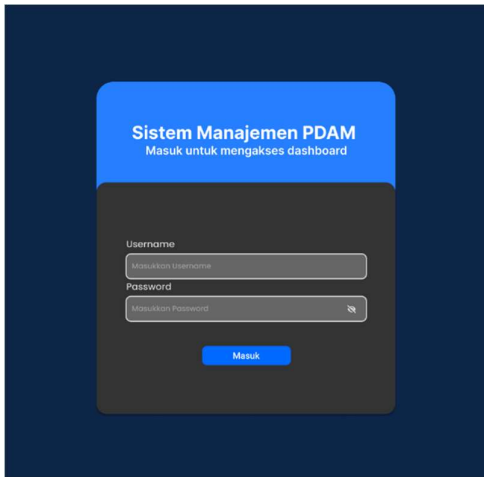 Sistem Manajemen PDAM
Masuk untuk mengakses dashboard
Username
Masukkan Username
Password
Masukkan Password
Masuk